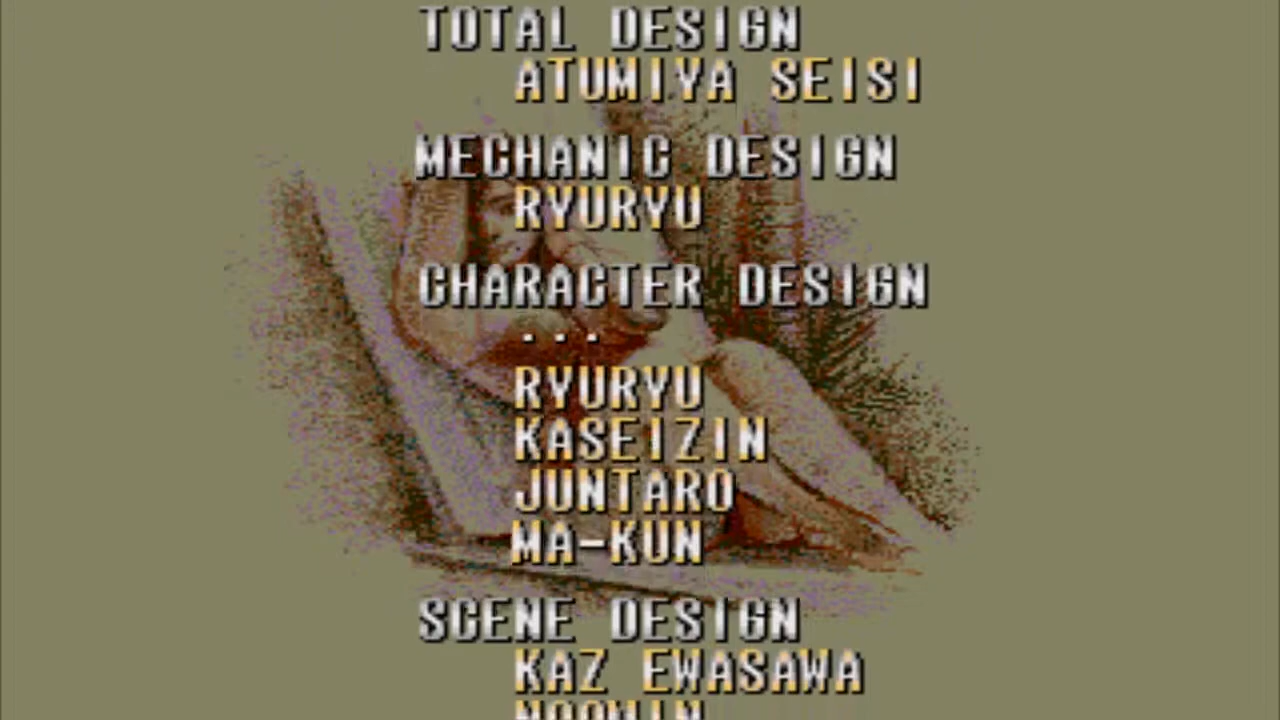 TOTAL DESIGN
ATUMIYA SEISI
MECHANIC DESIGN
RYURYU
CHARACTER DESIGN
...
RYURYU
KASEIZIN
JUNTARO
MA-KUN
SCENE DESIGN
KAZ EWASAWA